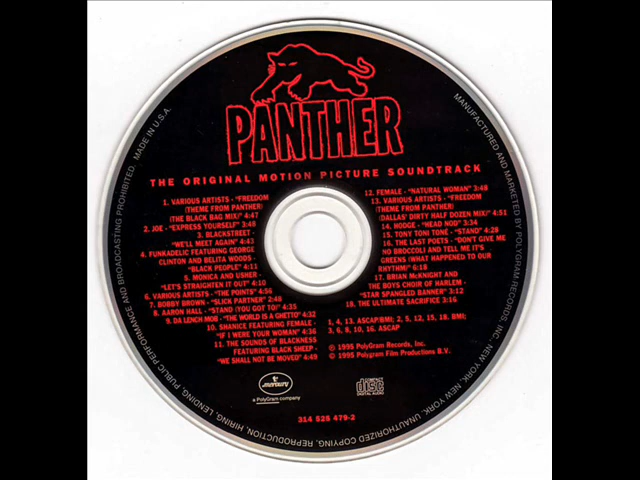 PANTHER
THE ORIGINAL MOTION PICTURE SOUNDTRACK
1. VARIOUS ARTISTS - "FREEDOM
(THEME FROM PANTHER)
(THE BLACK BAG MIX)" 4:47
2. JOE - "EXPRESS YOURSELF" 3:45
3. BLACKSTREET -
"WE'LL MEET AGAIN" 4:43
4. FUNKADELIC FEATURING GEORGE
CLINTON AND BELITA WOODS -
"BLACK PEOPLE" 4:11
5. MONICA AND USHER -
"LET'S STRAIGHTEN IT OUT" 4:10
6. VARIOUS ARTISTS - "THE POINTS" 4:56
7. BOBBY BROWN - "SLICK PARTNER" 2:48
8. AARON HALL - "STAND (YOU GOT TO)" 4:35
9. DA LENCH MOB - "THE WORLD IS A GHETTO" 4:32
10. SHANICE FEATURING FEMALE -
"IF I WERE YOUR WOMAN" 4:36
11. THE SOUNDS OF BLACKNESS
FEATURING BLACK SHEEP -
"WE SHALL NOT BE MOVED" 4:49
12. FEMALE - "NATURAL WOMAN" 3:48
13. VARIOUS ARTISTS - "FREEDOM
(THEME FROM PANTHER)
(DALLAS' DIRTY HALF DOZEN MIX)" 4:51
14. HODGE - "HEAD NOD" 3:34
15. TONY TONI TONE - "STAND" 4:28
16. THE LAST POETS - "DON'T GIVE ME
NO BROCCOLI AND TELL ME IT'S
GREENS (WHAT HAPPENED TO OUR
RHYTHM)" 6:18
17. BRIAN McKNIGHT AND
THE BOYS CHOIR OF HARLEM -
"STAR SPANGLED BANNER" 3:12
18. THE ULTIMATE SACRIFICE 3:16
1, 4, 13. ASCAP/BMI; 2, 5, 12, 15, 18. BMI;
3, 6, 8, 10, 16. ASCAP
℗ 1995 PolyGram Records, Inc.
© 1995 Polygram Film Productions B.V.
mercury
a PolyGram company
COMPACT
disc
DIGITAL AUDIO
314 525 479-2
MANUFACTURED AND MARKETED BY POLYGRAM RECORDS, INC., NEW YORK, NEW YORK. UNAUTHORIZED COPYING, REPRODUCTION, HIRING, LENDING, PUBLIC PERFORMANCE AND BROADCASTING PROHIBITED. MADE IN U.S.A.